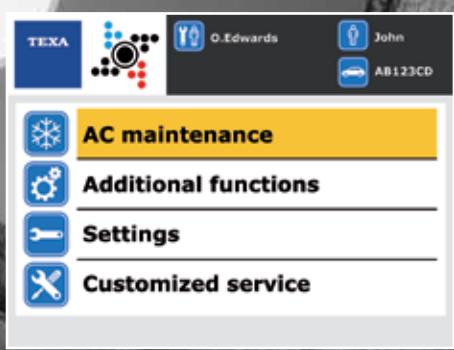 TEXA
O.Edwards
John
AB123CD
AC maintenance
Additional functions
Settings
Customized service